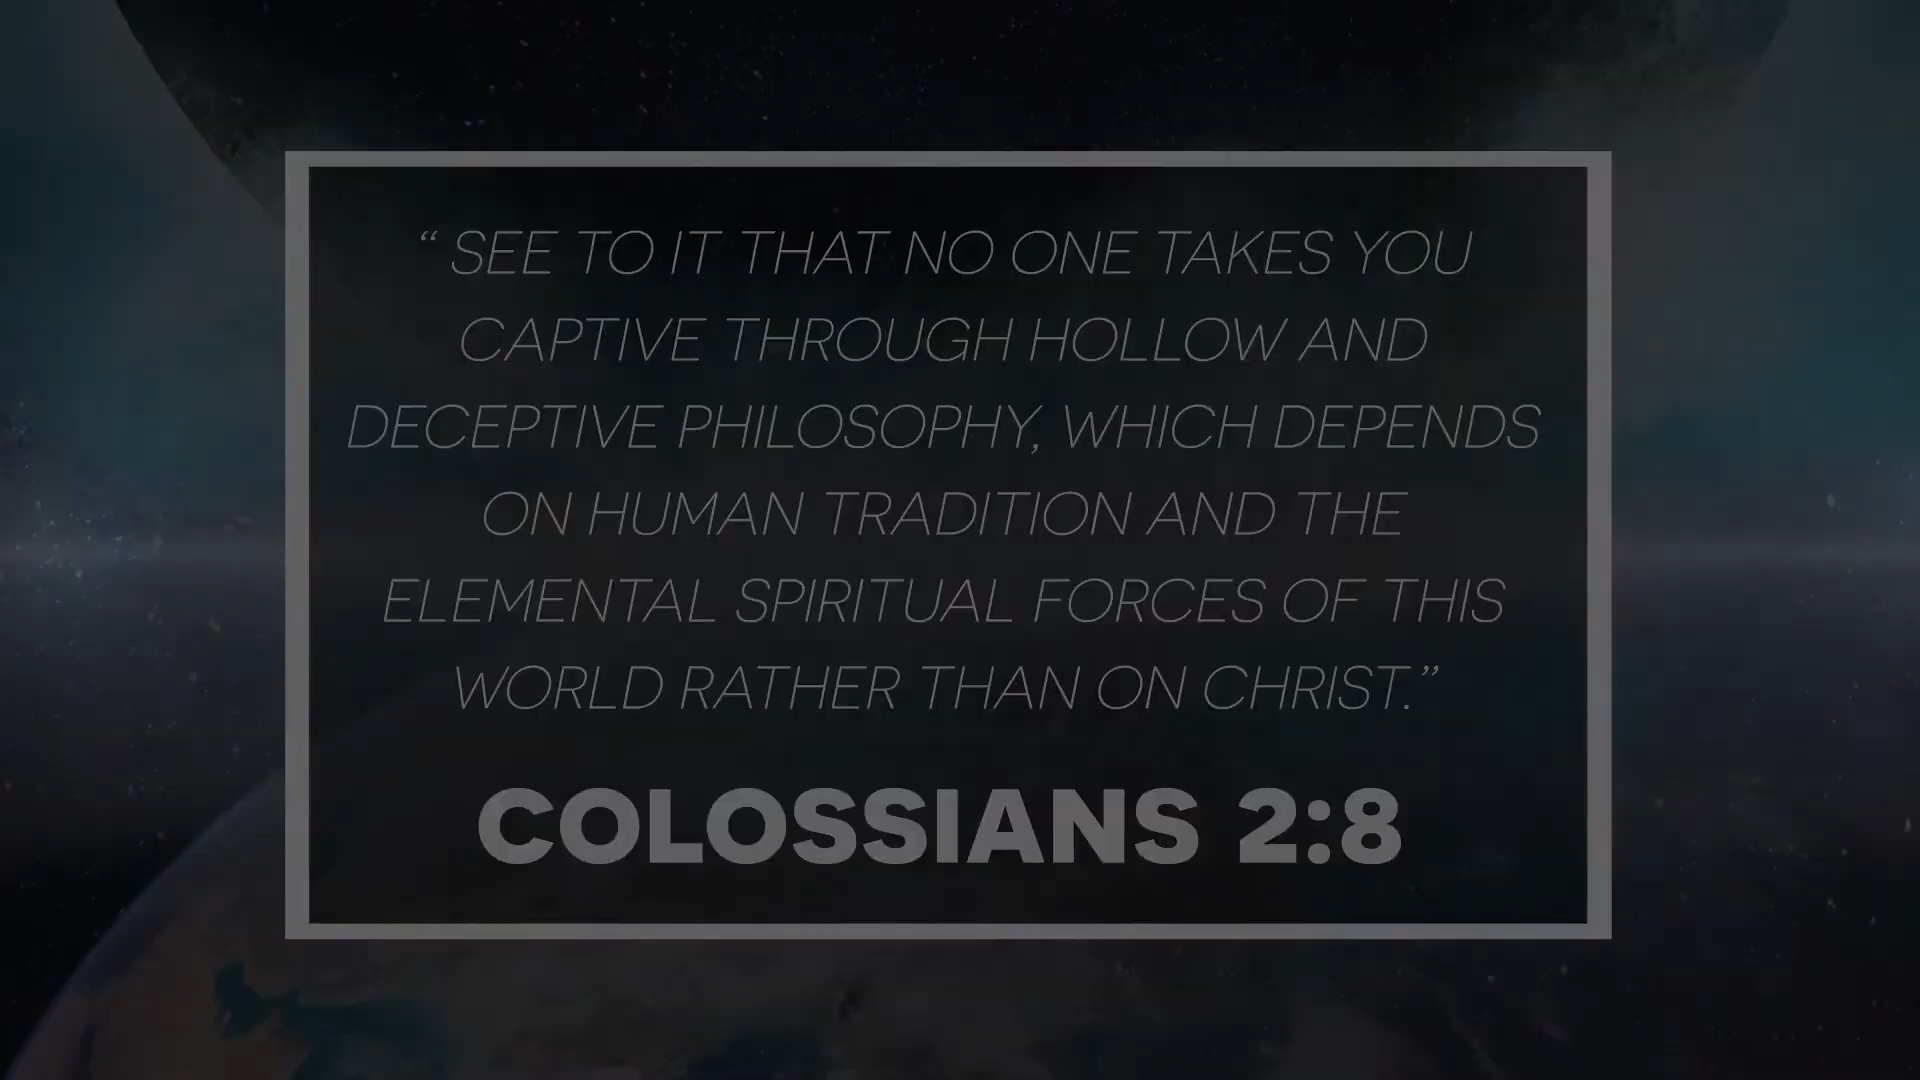 “ SEE TO IT THAT NO ONE TAKES YOU
CAPTIVE THROUGH HOLLOW AND
DECEPTIVE PHILOSOPHY, WHICH DEPENDS
ON HUMAN TRADITION AND THE
ELEMENTAL SPIRITUAL FORCES OF THIS
WORLD RATHER THAN ON CHRIST.”
COLOSSIANS 2:8